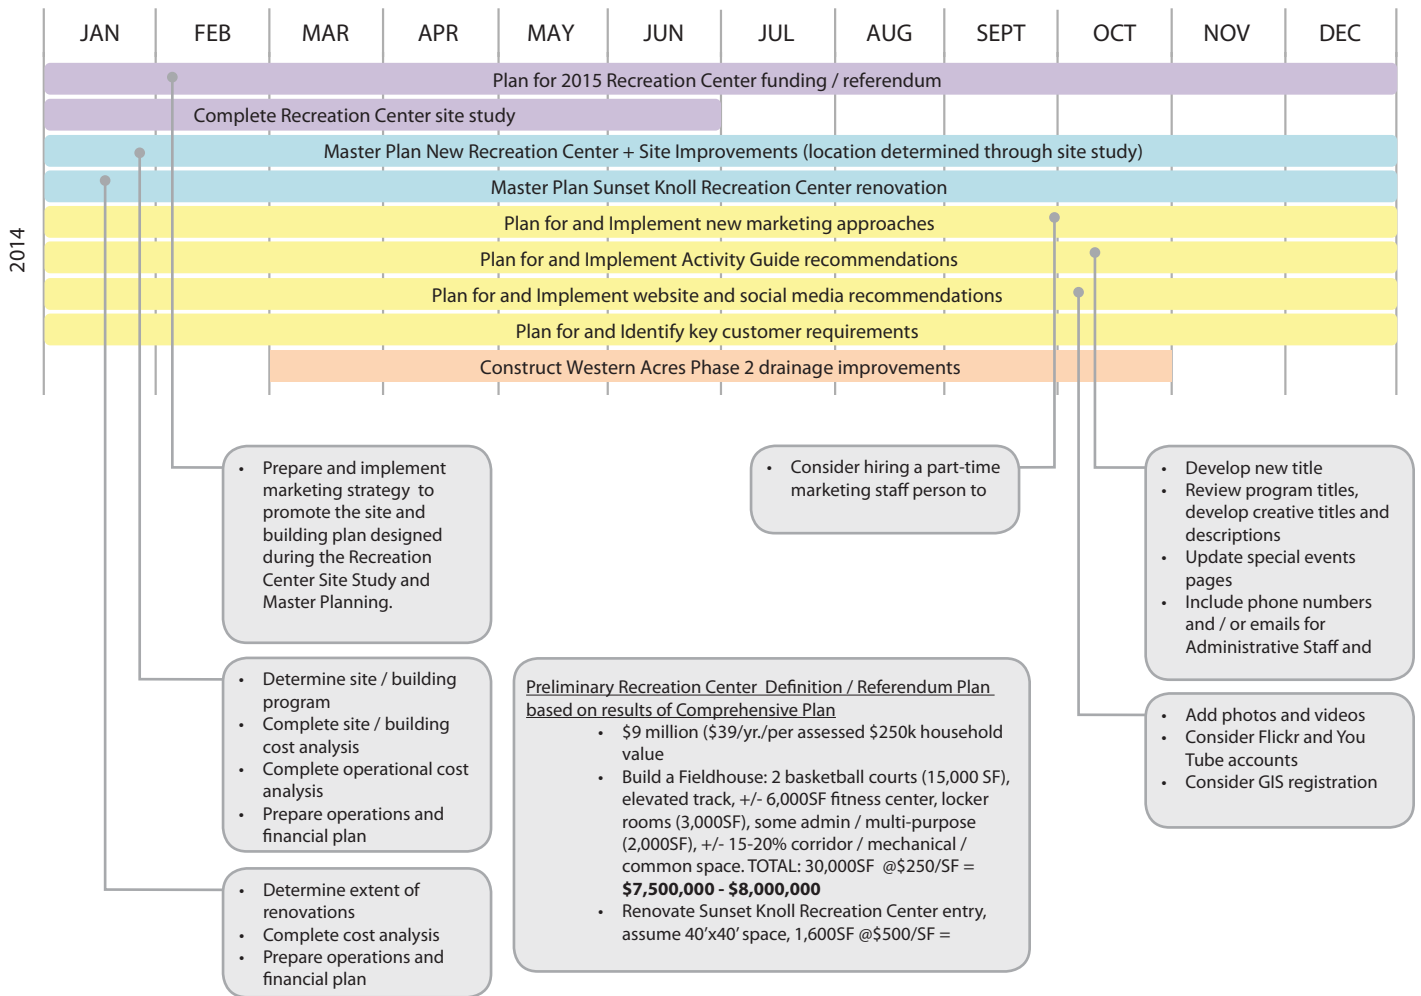 JAN FEB MAR APR MAY JUN JUL AUG SEPT OCT NOV DEC
2014
Plan for 2015 Recreation Center funding / referendum
Complete Recreation Center site study
Master Plan New Recreation Center + Site Improvements (location determined through site study)
Master Plan Sunset Knoll Recreation Center renovation
Plan for and Implement new marketing approaches
Plan for and Implement Activity Guide recommendations
Plan for and Implement website and social media recommendations
Plan for and Identify key customer requirements
Construct Western Acres Phase 2 drainage improvements
• Prepare and implement
marketing strategy to
promote the site and
building plan designed
during the Recreation
Center Site Study and
Master Planning.
• Determine site / building
program
• Complete site / building
cost analysis
• Complete operational cost
analysis
• Prepare operations and
financial plan
• Determine extent of
renovations
• Complete cost analysis
• Prepare operations and
financial plan
Preliminary Recreation Center Definition / Referendum Plan
based on results of Comprehensive Plan
• $9 million ($39/yr./per assessed $250k household
value
• Build a Fieldhouse: 2 basketball courts (15,000 SF),
elevated track, +/- 6,000SF fitness center, locker
rooms (3,000SF), some admin / multi-purpose
(2,000SF), +/- 15-20% corridor / mechanical /
common space. TOTAL: 30,000SF @$250/SF =
$7,500,000 - $8,000,000
• Renovate Sunset Knoll Recreation Center entry,
assume 40'x40' space, 1,600SF @$500/SF =
• Consider hiring a part-time
marketing staff person to
• Develop new title
• Review program titles,
develop creative titles and
descriptions
• Update special events
pages
• Include phone numbers
and / or emails for
Administrative Staff and
• Add photos and videos
• Consider Flickr and You
Tube accounts
• Consider GIS registration